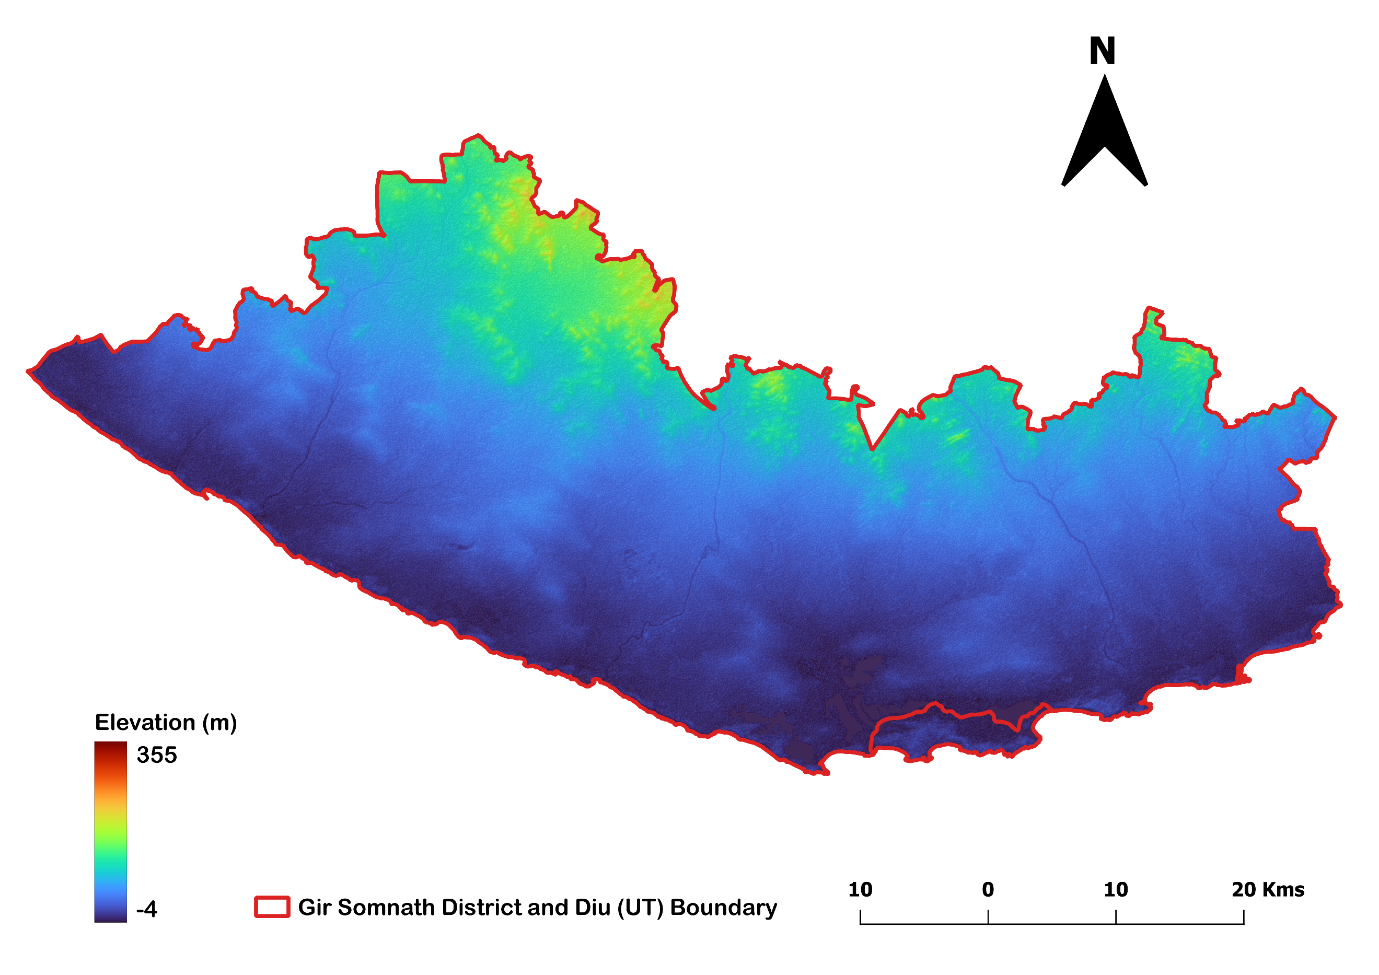 N
Elevation (m)
355
-4
Gir Somnath District and Diu (UT) Boundary
10 0 10 20 Kms